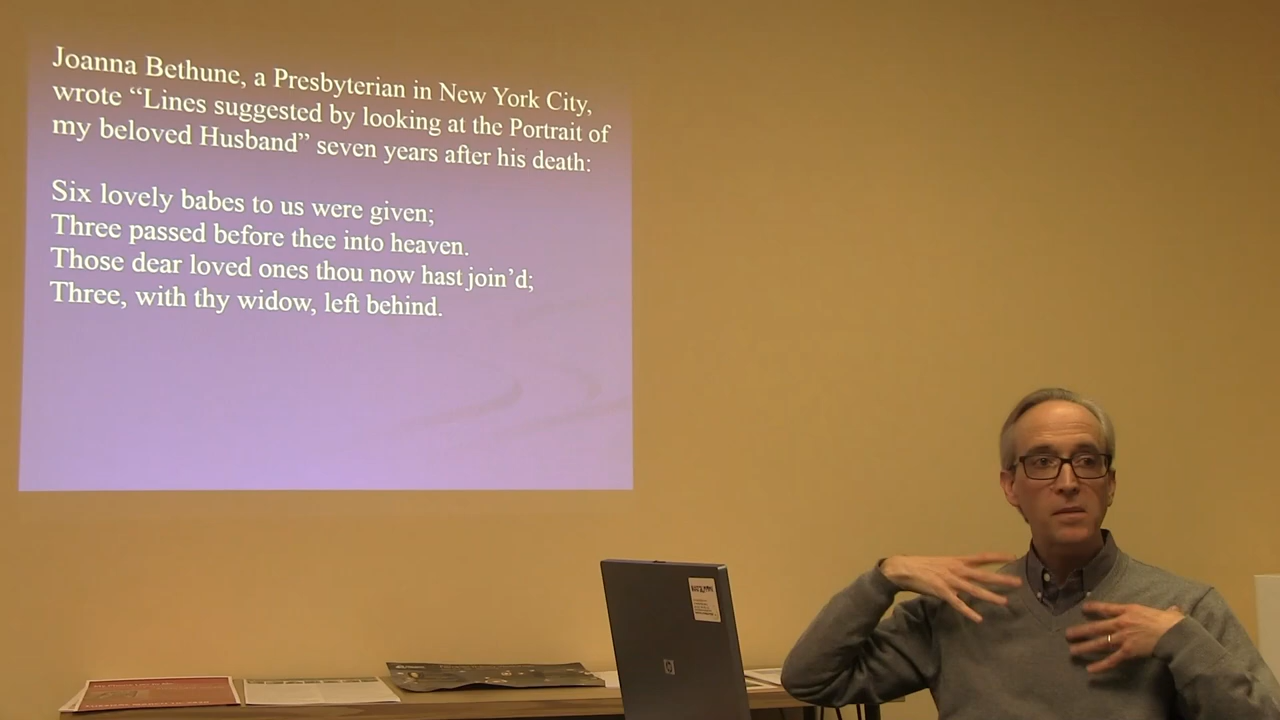 Joanna Bethune, a Presbyterian in New York City,
wrote “Lines suggested by looking at the Portrait of
my beloved Husband” seven years after his death:
Six lovely babes to us were given;
Three passed before thee into heaven.
Those dear loved ones thou now hast join’d;
Three, with thy widow, left behind.
hp